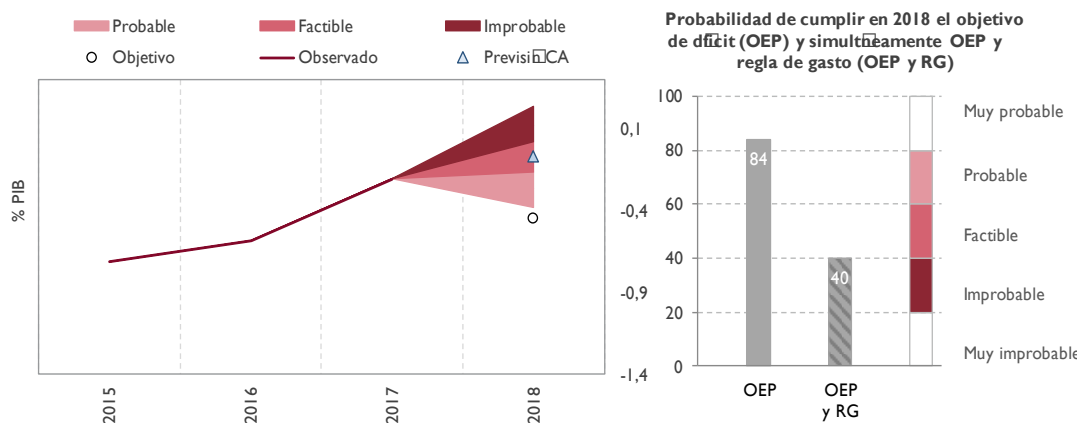 Probable
Factible
Improbable
Objetivo
Observado
Previsi□CA
% PIB
0,1
-0,4
-0,9
-1,4
2015
2016
2017
2018
Probabilidad de cumplir en 2018 el objetivo
de df□cit (OEP) y simult□eamente OEP y
regla de gasto (OEP y RG)
100
80
60
40
20
0
84
40
OEP
OEP
y RG
Muy probable
Probable
Factible
Improbable
Muy improbable